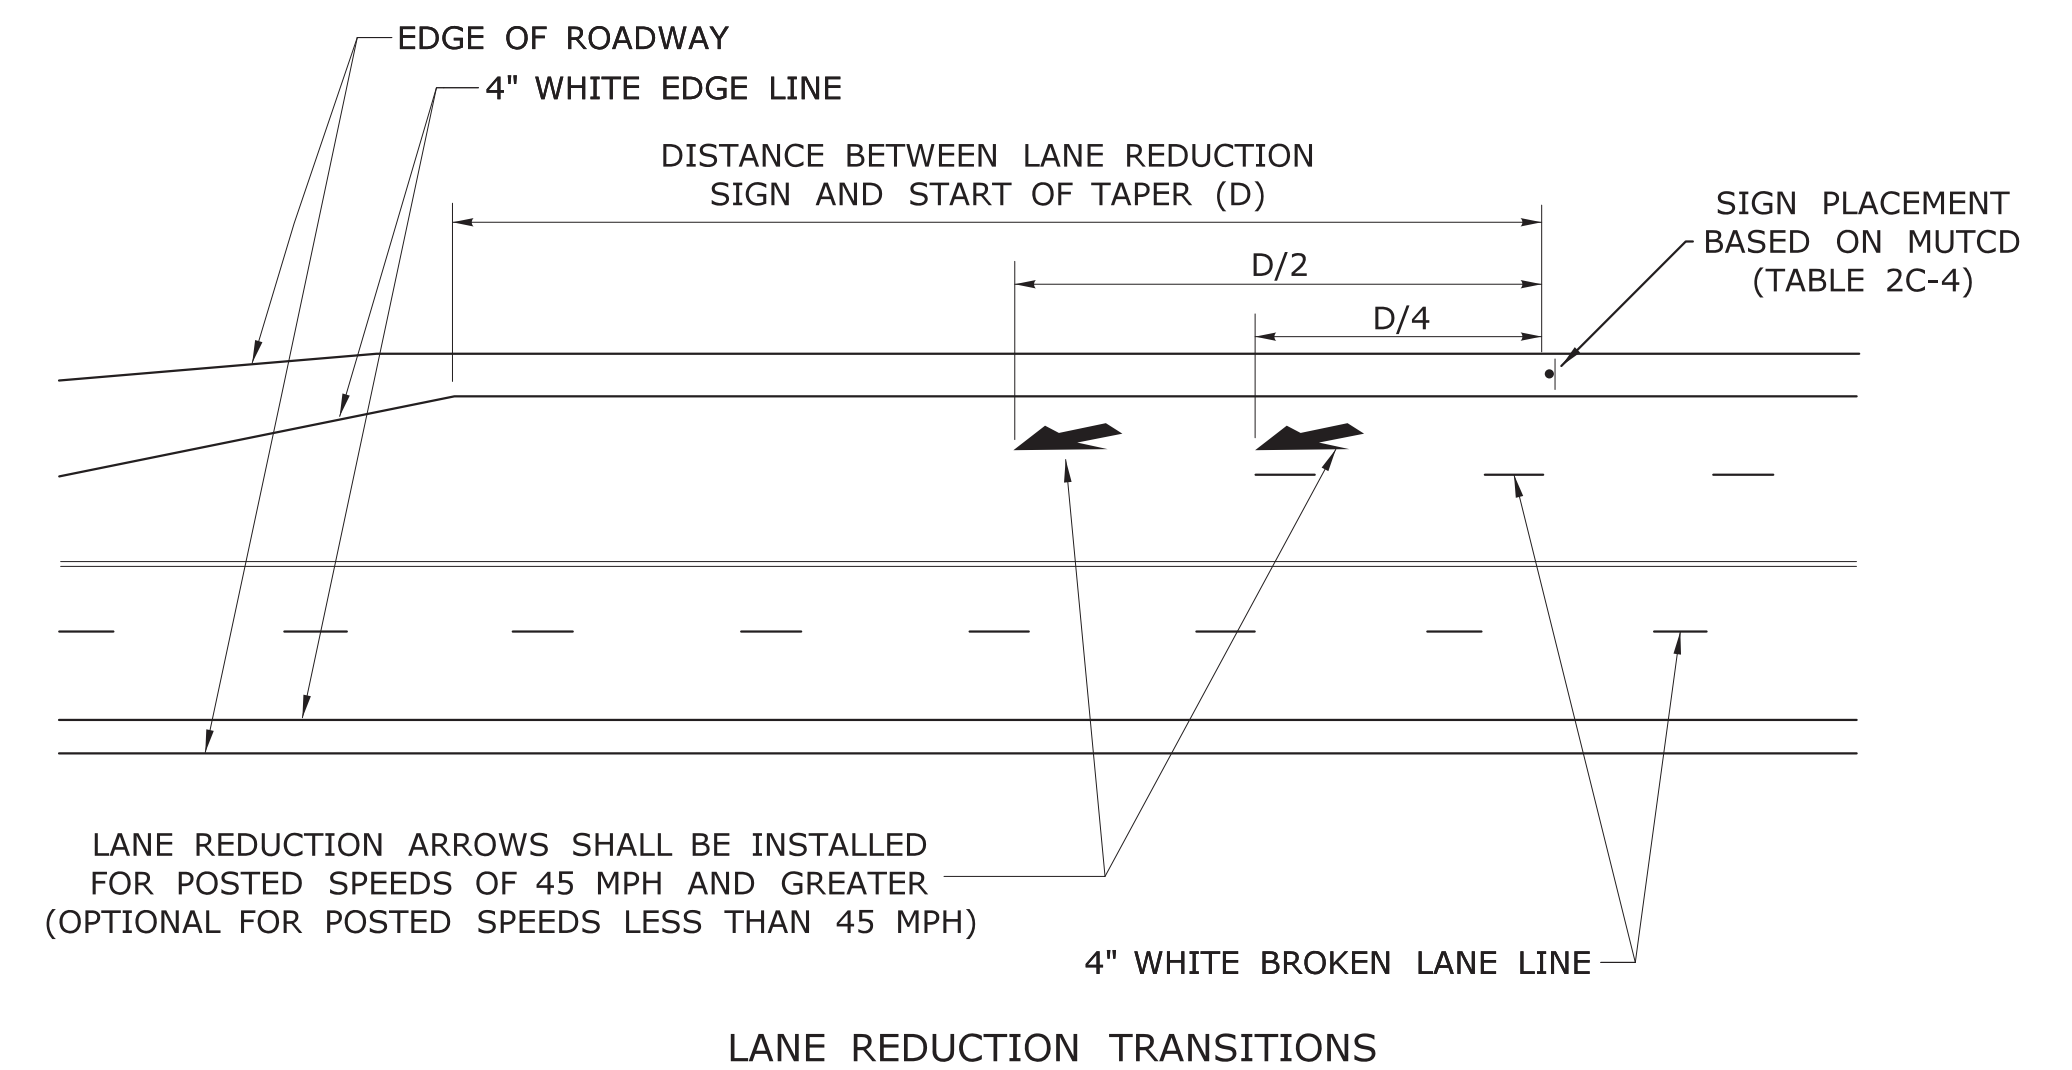 EDGE OF ROADWAY
4" WHITE EDGE LINE
DISTANCE BETWEEN LANE REDUCTION
SIGN AND START OF TAPER (D)
SIGN PLACEMENT
BASED ON MUTCD
(TABLE 2C-4)
D/2
D/4
LANE REDUCTION ARROWS SHALL BE INSTALLED
FOR POSTED SPEEDS OF 45 MPH AND GREATER
(OPTIONAL FOR POSTED SPEEDS LESS THAN 45 MPH)
4" WHITE BROKEN LANE LINE
LANE REDUCTION TRANSITIONS